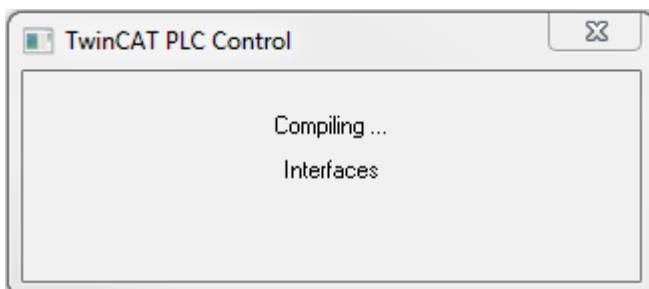 TwinCAT PLC Control
Compiling ...
Interfaces